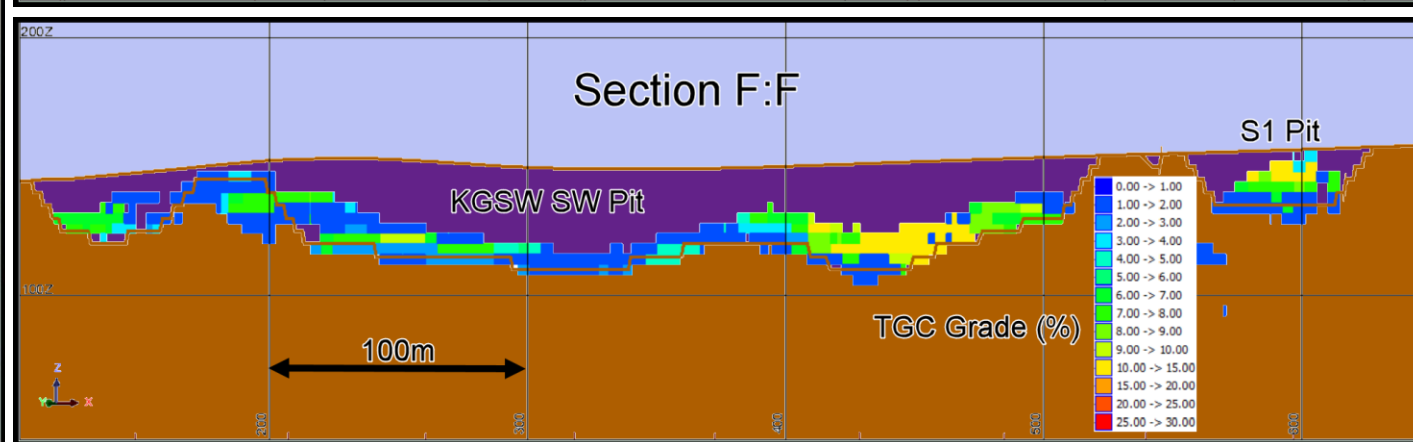 200Z
Section F:F
S1 Pit
KGSW SW Pit
0.00 -> 1.00
1.00 -> 2.00
2.00 -> 3.00
3.00 -> 4.00
4.00 -> 5.00
5.00 -> 6.00
6.00 -> 7.00
7.00 -> 8.00
8.00 -> 9.00
9.00 -> 10.00
10.00 -> 15.00
15.00 -> 20.00
20.00 -> 25.00
25.00 -> 30.00
100Z
TGC Grade (%)
100m
Z
Y
X